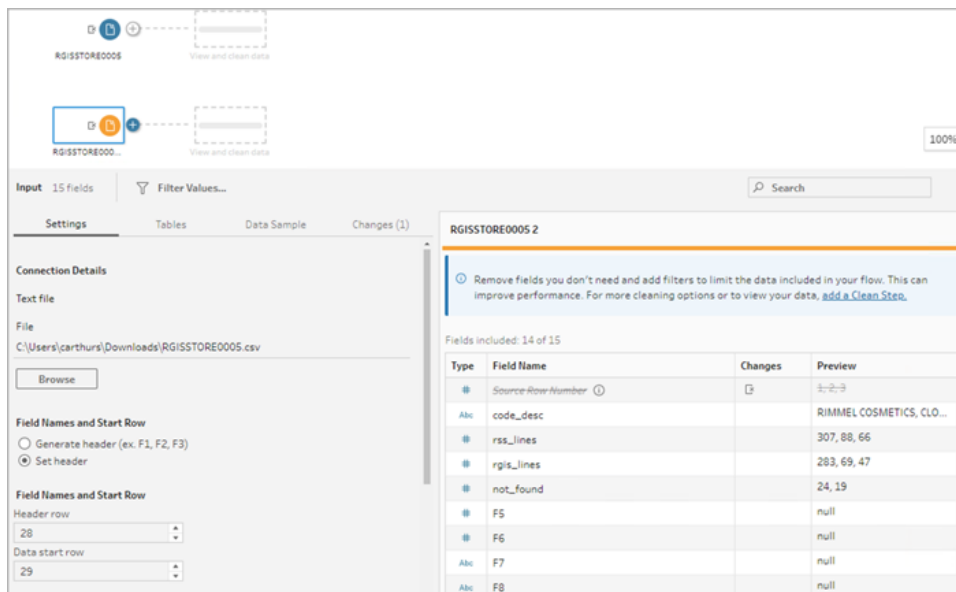 RGISSTORE0005
View and clean data
RGISSTORE000...
View and clean data
100%
Input 15 fields
Filter Values...
Search
Settings
Tables
Data Sample
Changes (1)
RGISSTORE0005 2
Connection Details
Text file
File
C:\Users\carthurs\Downloads\RGISSTORE0005.csv
Browse
Field Names and Start Row
Generate header (ex. F1, F2, F3)
Set header
Field Names and Start Row
Header row
28
Data start row
29
Remove fields you don't need and add filters to limit the data included in your flow. This can
improve performance. For more cleaning options or to view your data, add a Clean Step.
Fields included: 14 of 15
Type Field Name Changes Preview
# Source Row Number 1, 2, 3
Abc code_desc RIMMEL COSMETICS, CLO...
# rss_lines 307, 88, 66
# rgis_lines 283, 69, 47
# not_found 24, 19
# F5 null
# F6 null
Abc F7 null
Abc F8 null